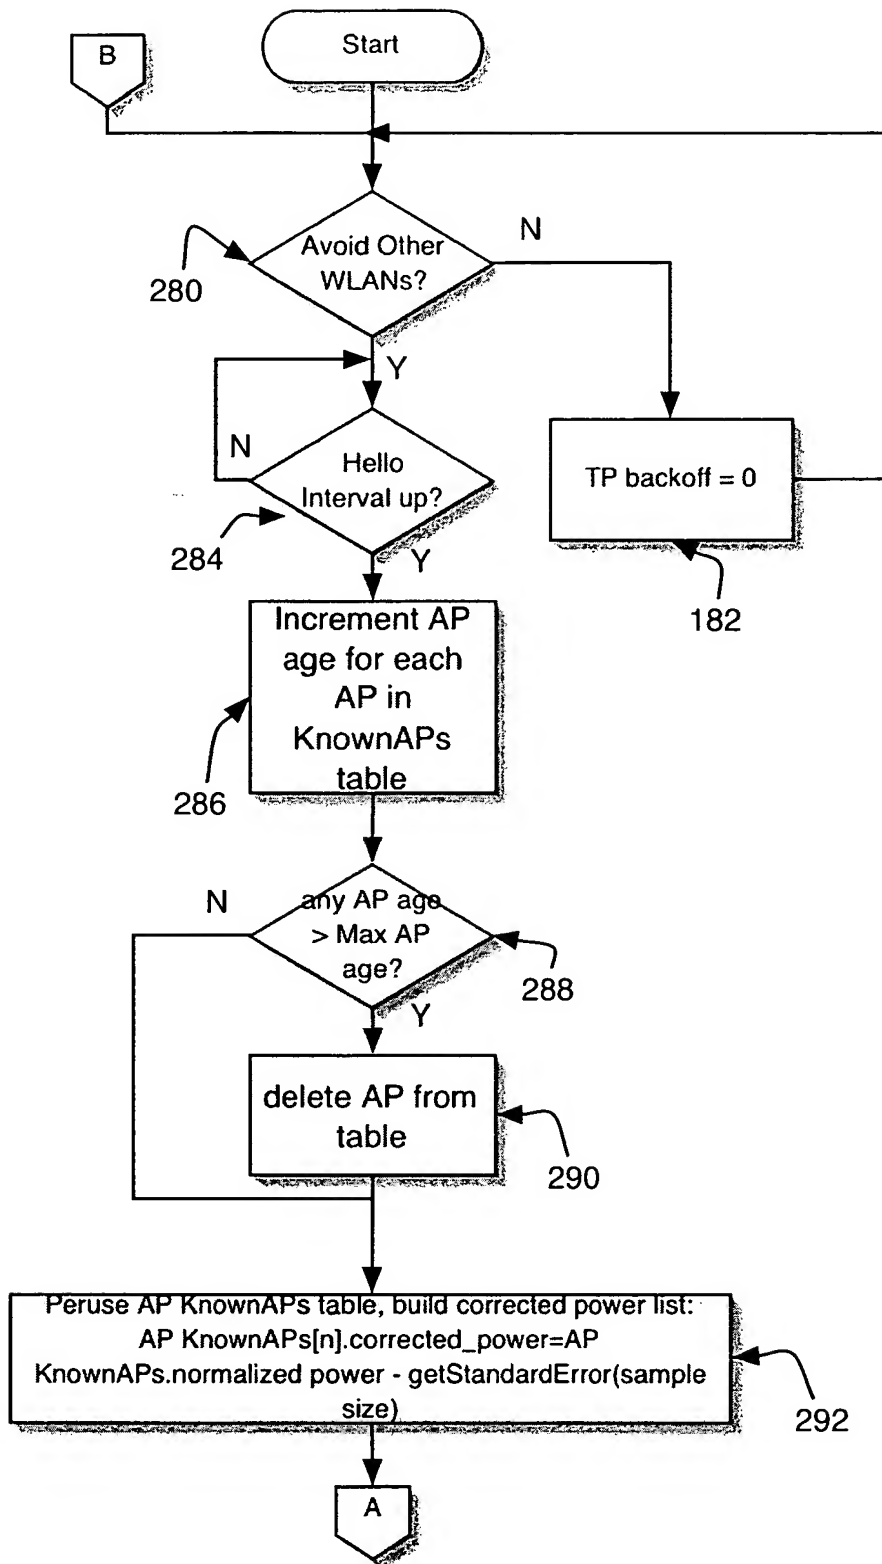 B
Start
Avoid Other
WLANs?
N
280
Y
N
Hello
Interval up?
TP backoff = 0
284
Y
182
Increment AP
age for each
AP in
KnownAPs
table
286
N
any AP age
> Max AP
age?
288
Y
delete AP from
table
290
Peruse AP KnownAPs table, build corrected power list:
AP KnownAPs[n].corrected_power=AP
KnownAPs.normalized power - getStandardError(sample
size)
292
A